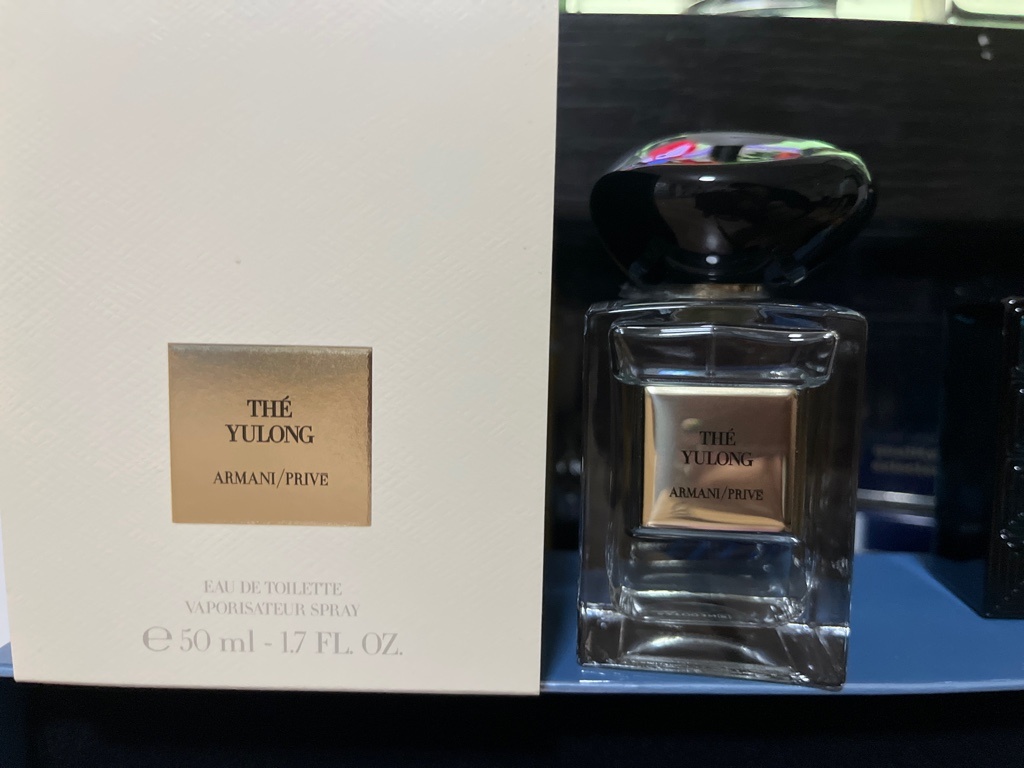 THÉ
YULONG
ARMANI/PRIVE
EAU DE TOILETTE
VAPORISATEUR SPRAY
℮ 50 ml - 1.7 FL. OZ.
THÉ
YULONG
ARMANI/PRIVE